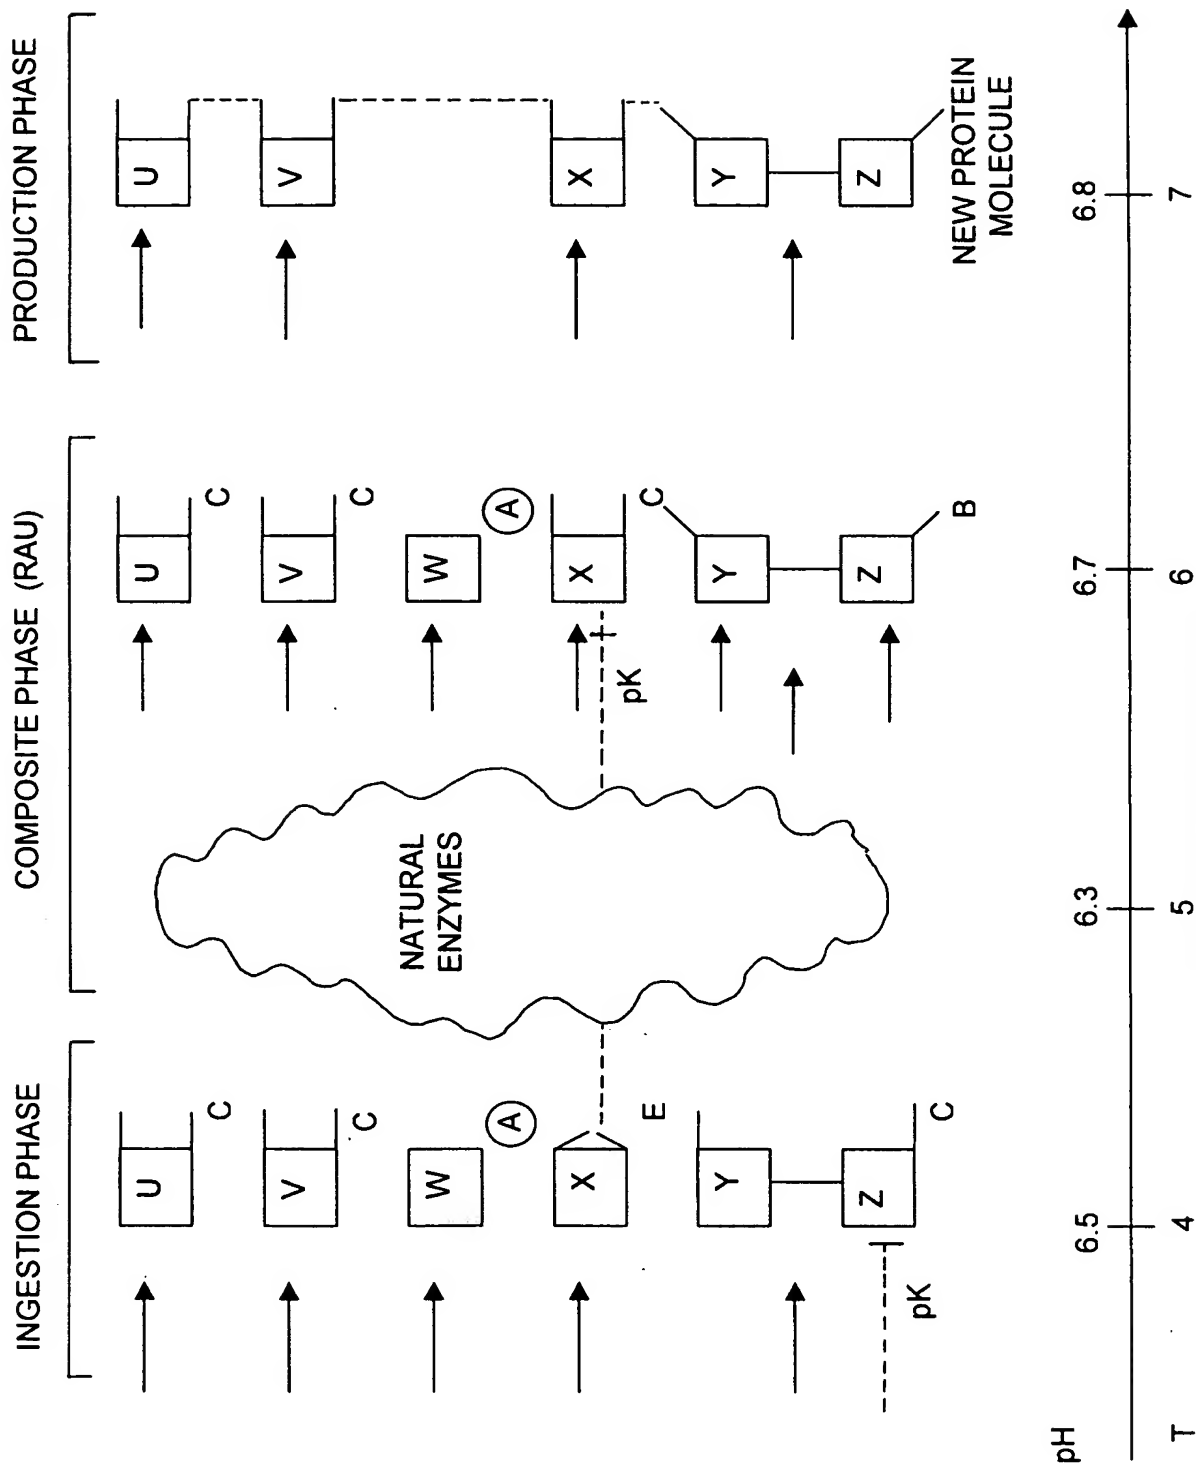 INGESTION PHASE
COMPOSITE PHASE (RAU)
PRODUCTION PHASE
U
C
V
C
W
A
X
E
Y
Z
C
pK
NATURAL
ENZYMES
U
C
V
C
W
A
X
C
pK
Y
Z
B
U
V
X
Y
Z
NEW PROTEIN
MOLECULE
pH 6.5 6.3 6.7 6.8
T 4 5 6 7